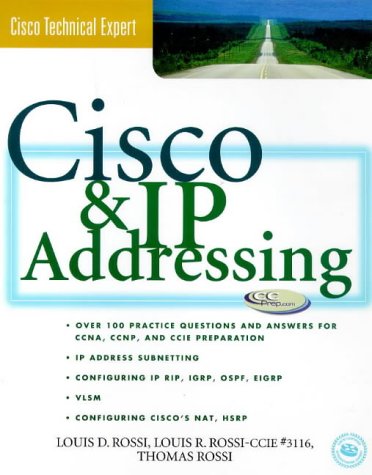 Cisco Technical Expert
Cisco
& IP
Addressing
CCPrep.com
• OVER 100 PRACTICE QUESTIONS AND ANSWERS FOR
CCNA, CCNP, AND CCIE PREPARATION
• IP ADDRESS SUBNETTING
• CONFIGURING IP RIP, IGRP, OSPF, EIGRP
• VLSM
• CONFIGURING CISCO'S NAT, HSRP
LOUIS D. ROSSI, LOUIS R. ROSSI-CCIE #3116,
THOMAS ROSSI